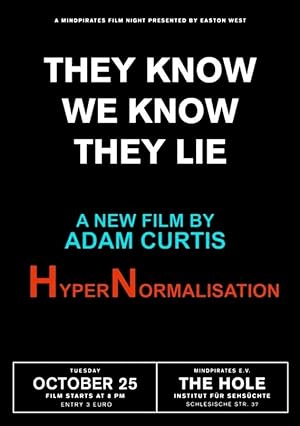 A MINDPIRATES FILM NIGHT PRESENTED BY EASTON WEST
THEY KNOW
WE KNOW
THEY LIE
A NEW FILM BY
ADAM CURTIS
HYPERNORMALISATION
TUESDAY
OCTOBER 25
FILM STARTS AT 8 PM
ENTRY 3 EURO
MINDPIRATES E.V.
THE HOLE
INSTITUT FÜR SEHSÜCHTE
SCHLESISCHE STR. 37